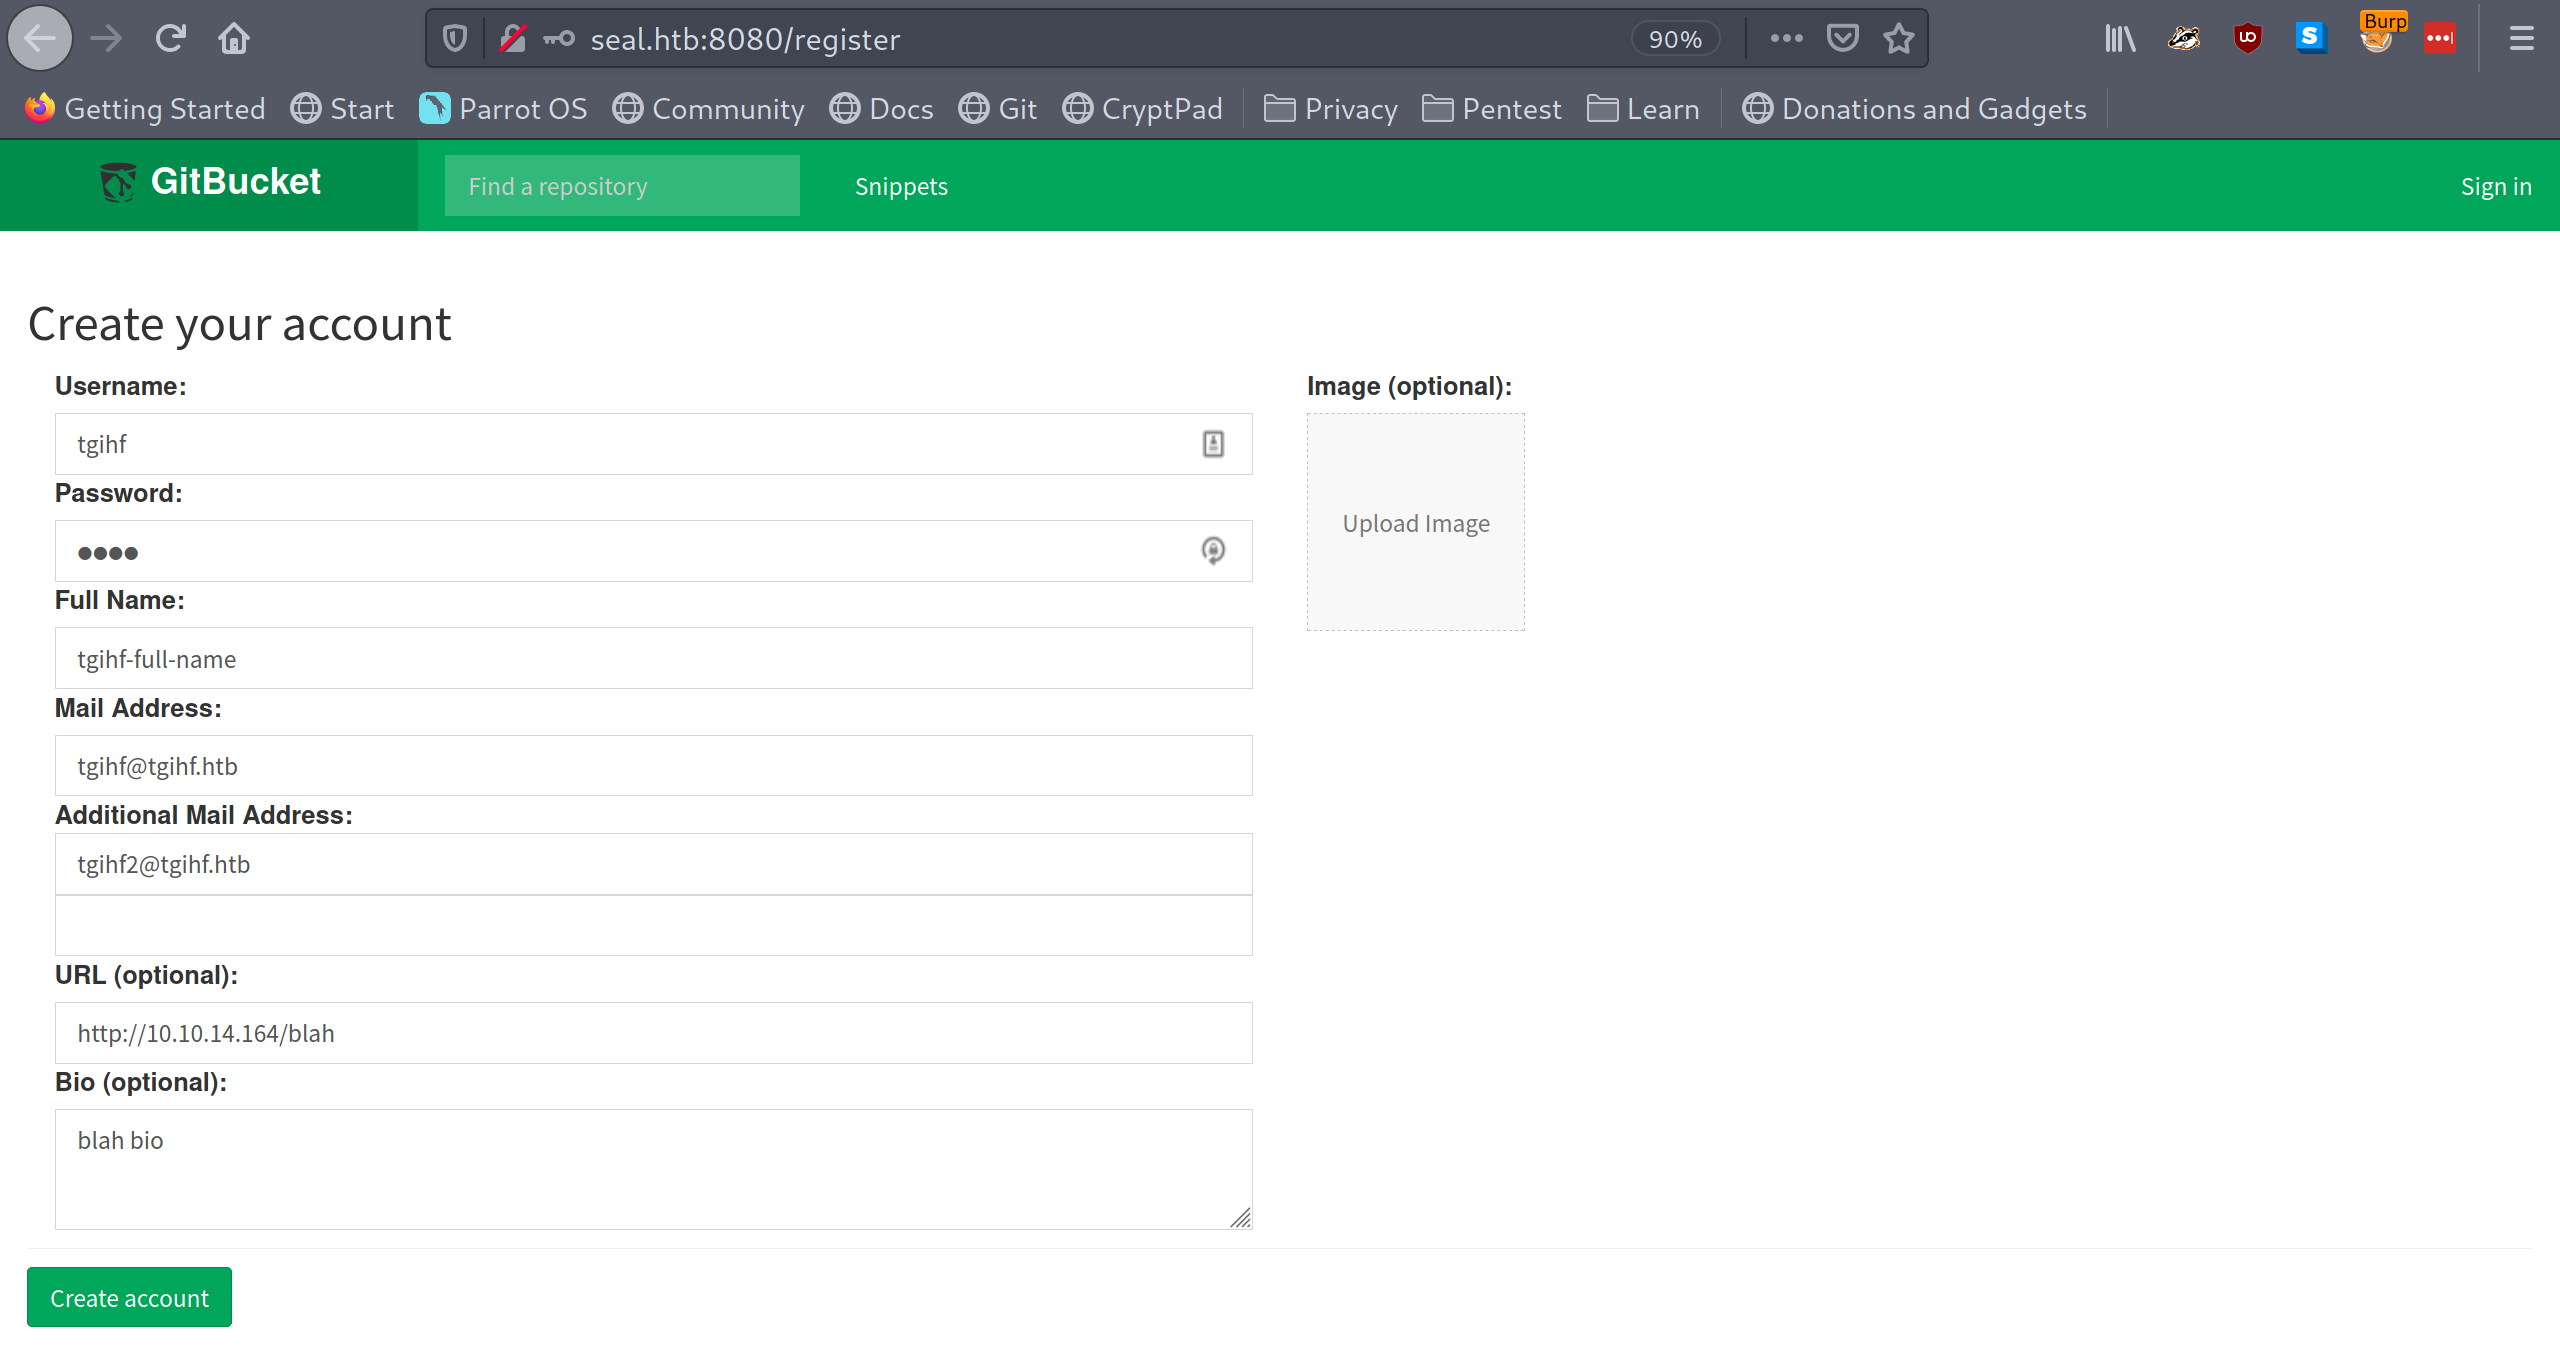 seal.htb:8080/register 90% Burp
Getting Started Start Parrot OS Community Docs Git CryptPad Privacy Pentest Learn Donations and Gadgets
GitBucket Find a repository Snippets Sign in
Create your account
Username:
tgihf
Password:
●●●●
Full Name:
tgihf-full-name
Mail Address:
tgihf@tgihf.htb
Additional Mail Address:
tgihf2@tgihf.htb
URL (optional):
http://10.10.14.164/blah
Bio (optional):
blah bio
Create account
Image (optional):
Upload Image